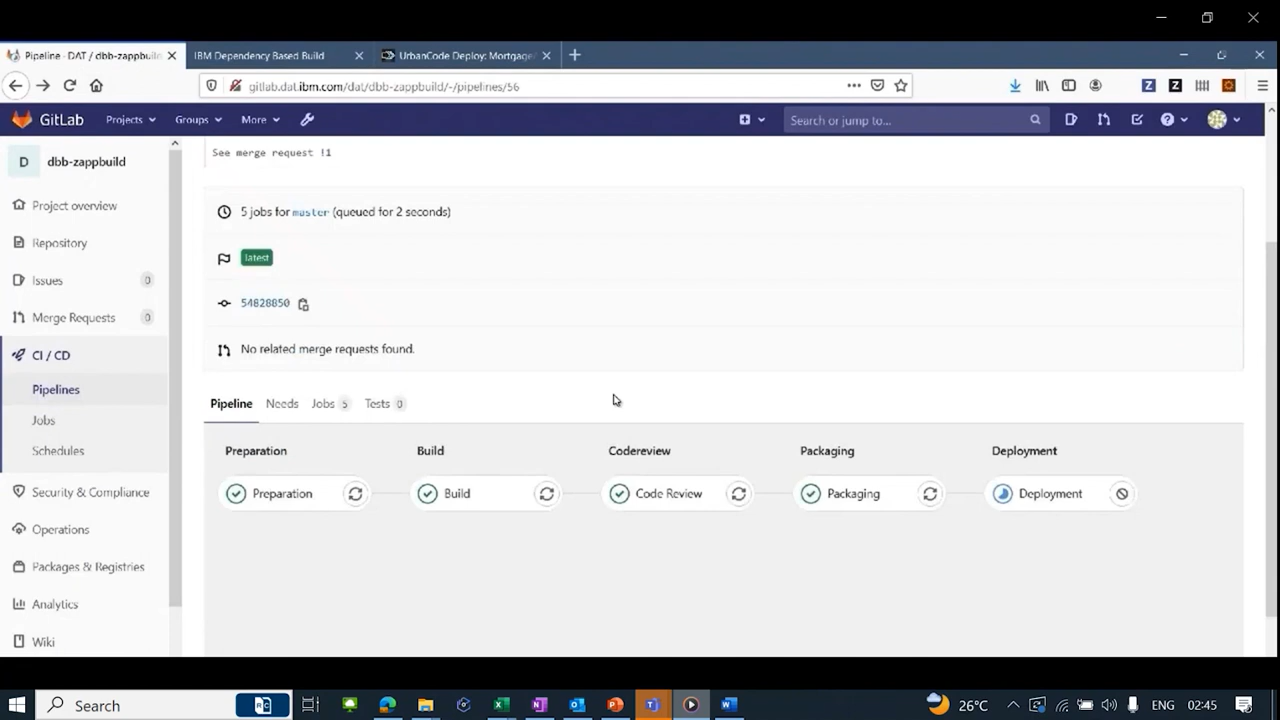 Pipeline · DAT / dbb-zappbuild
IBM Dependency Based Build
UrbanCode Deploy: Mortgage
gitlab.dat.ibm.com/dat/dbb-zappbuild/-/pipelines/56
GitLab
Projects
Groups
More
Search or jump to...
D
dbb-zappbuild
Project overview
Repository
Issues 0
Merge Requests 0
CI / CD
Pipelines
Jobs
Schedules
Security & Compliance
Operations
Packages & Registries
Analytics
Wiki
See merge request !1
5 jobs for master (queued for 2 seconds)
latest
54828850
No related merge requests found.
Pipeline Needs Jobs 5 Tests 0
Preparation Build Codereview Packaging Deployment
Preparation Build Code Review Packaging Deployment
Search
26°C
ENG
02:45